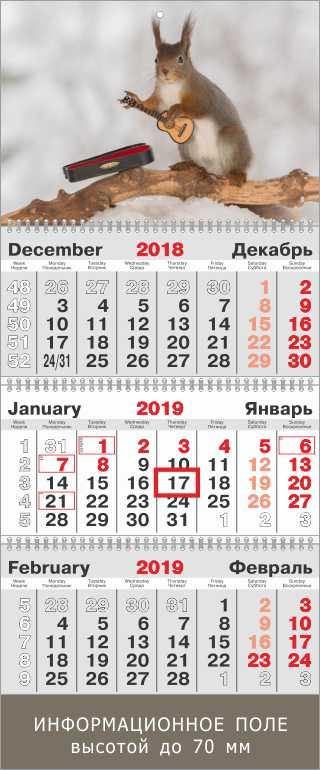 December 2018 Декабрь
Week Monday Tuesday Wednesday Thursday Friday Saturday Sunday
Неделя Понедельник Вторник Среда Четверг Пятница Суббота Воскресенье
48 26 27 28 29 30 1 2
49 3 4 5 6 7 8 9
50 10 11 12 13 14 15 16
51 17 18 19 20 21 22 23
52 24/31 25 26 27 28 29 30
January 2019 Январь
Week Monday Tuesday Wednesday Thursday Friday Saturday Sunday
Неделя Понедельник Вторник Среда Четверг Пятница Суббота Воскресенье
1 31 1 2 3 4 5 6
2 7 8 9 10 11 12 13
3 14 15 16 17 18 19 20
4 21 22 23 24 25 26 27
5 28 29 30 31 1 2 3
February 2019 Февраль
Week Monday Tuesday Wednesday Thursday Friday Saturday Sunday
Неделя Понедельник Вторник Среда Четверг Пятница Суббота Воскресенье
5 28 29 30 31 1 2 3
6 4 5 6 7 8 9 10
7 11 12 13 14 15 16 17
8 18 19 20 21 22 23 24
9 25 26 27 28 1 2 3
ИНФОРМАЦИОННОЕ ПОЛЕ
высотой до 70 мм